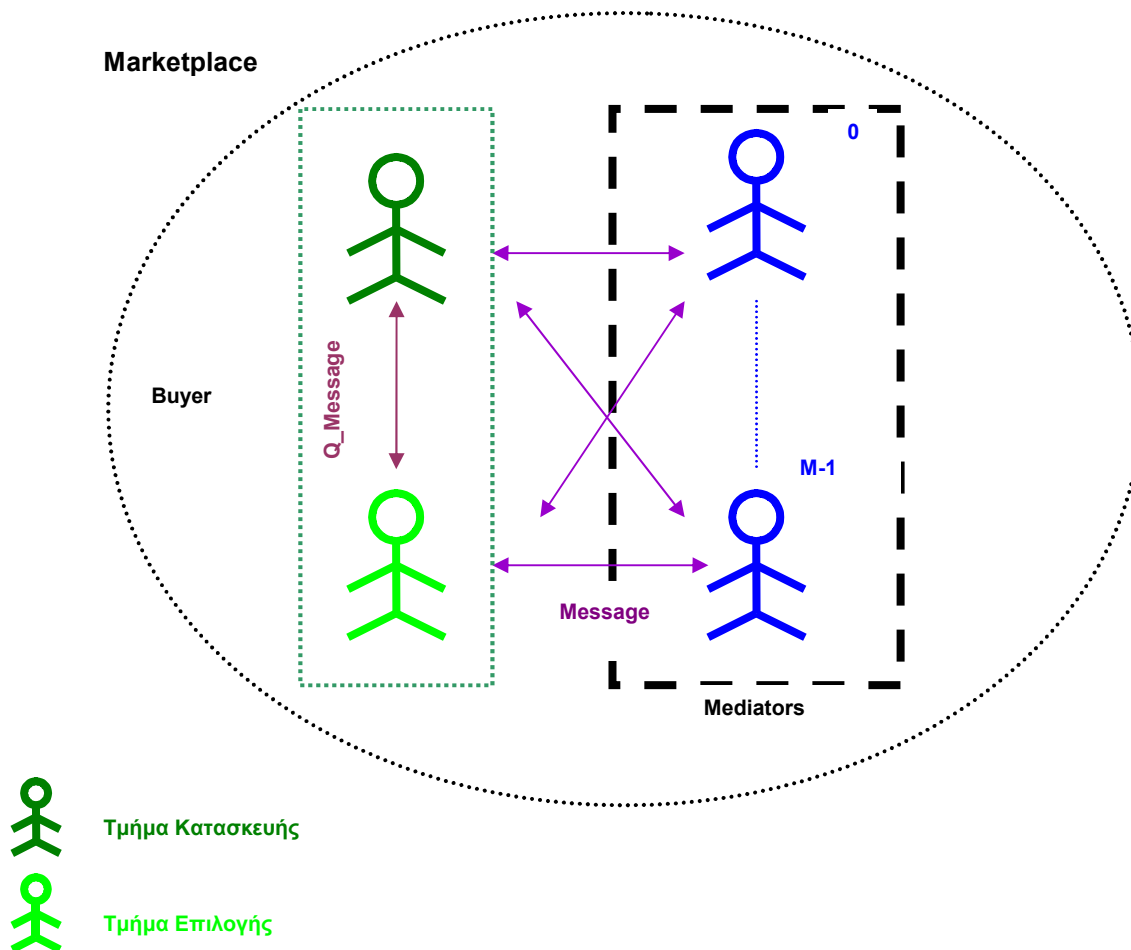 Marketplace
0
Q_Message
Buyer
M-1
Message
Mediators
Τμήμα Κατασκευής
Τμήμα Επιλογής